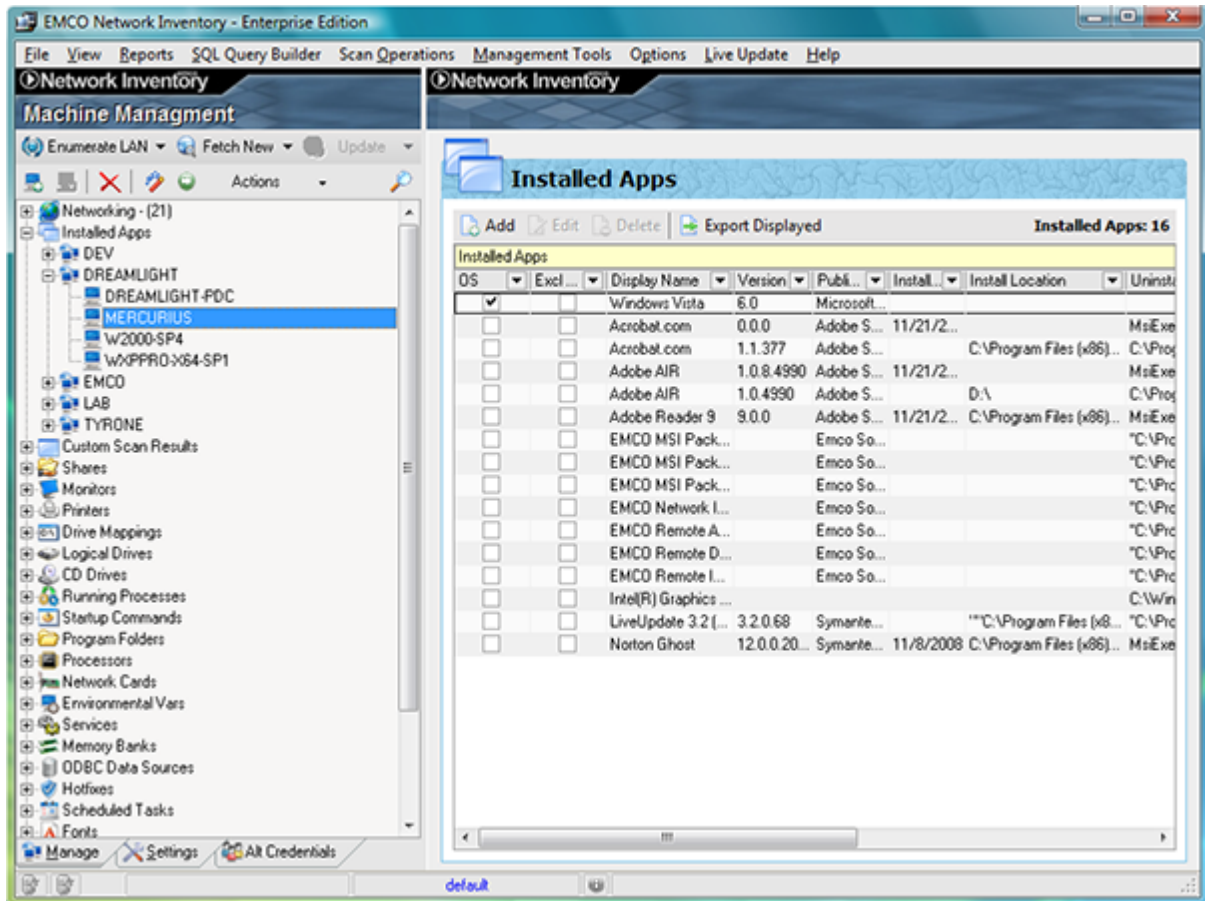 EMCO Network Inventory - Enterprise Edition
File View Reports SQL Query Builder Scan Operations Management Tools Options Live Update Help
Network Inventory
Machine Managment
Enumerate LAN Fetch New Update
Actions
Networking - (21)
Installed Apps
DEV
DREAMLIGHT
DREAMLIGHT-PDC
MERCURIUS
W2000-SP4
WXPPRO-X64-SP1
EMCO
LAB
TYRONE
Custom Scan Results
Shares
Monitors
Printers
Drive Mappings
Logical Drives
CD Drives
Running Processes
Startup Commands
Program Folders
Processors
Network Cards
Environmental Vars
Services
Memory Banks
ODBC Data Sources
Hotfixes
Scheduled Tasks
Fonts
Manage Settings Alt Credentials
Network Inventory
Installed Apps
Add Edit Delete Export Displayed Installed Apps: 16
Installed Apps
OS Excl... Display Name Version Publi... Install... Install Location Uninsta
Windows Vista 6.0 Microsoft...
Acrobat.com 0.0.0 Adobe S... 11/21/2... MsiExe
Acrobat.com 1.1.377 Adobe S... C:\Program Files (x86)... C:\Prog
Adobe AIR 1.0.8.4990 Adobe S... 11/21/2... MsiExe
Adobe AIR 1.0.4990 Adobe S... D:\ C:\Prog
Adobe Reader 9 9.0.0 Adobe S... 11/21/2... C:\Program Files (x86)... MsiExe
EMCO MSI Pack... Emco So... "C:\Prc
EMCO MSI Pack... Emco So... "C:\Prc
EMCO MSI Pack... Emco So... "C:\Prc
EMCO Network I... Emco So... "C:\Prc
EMCO Remote A... Emco So... "C:\Prc
EMCO Remote D... Emco So... "C:\Prc
EMCO Remote I... Emco So... "C:\Prc
Intel(R) Graphics ... C:\Win
LiveUpdate 3.2 (... 3.2.0.68 Symante... """C:\Program Files (x8... "C:\Prc
Norton Ghost 12.0.0.20... Symante... 11/8/2008 C:\Program Files (x86)... MsiExe
default